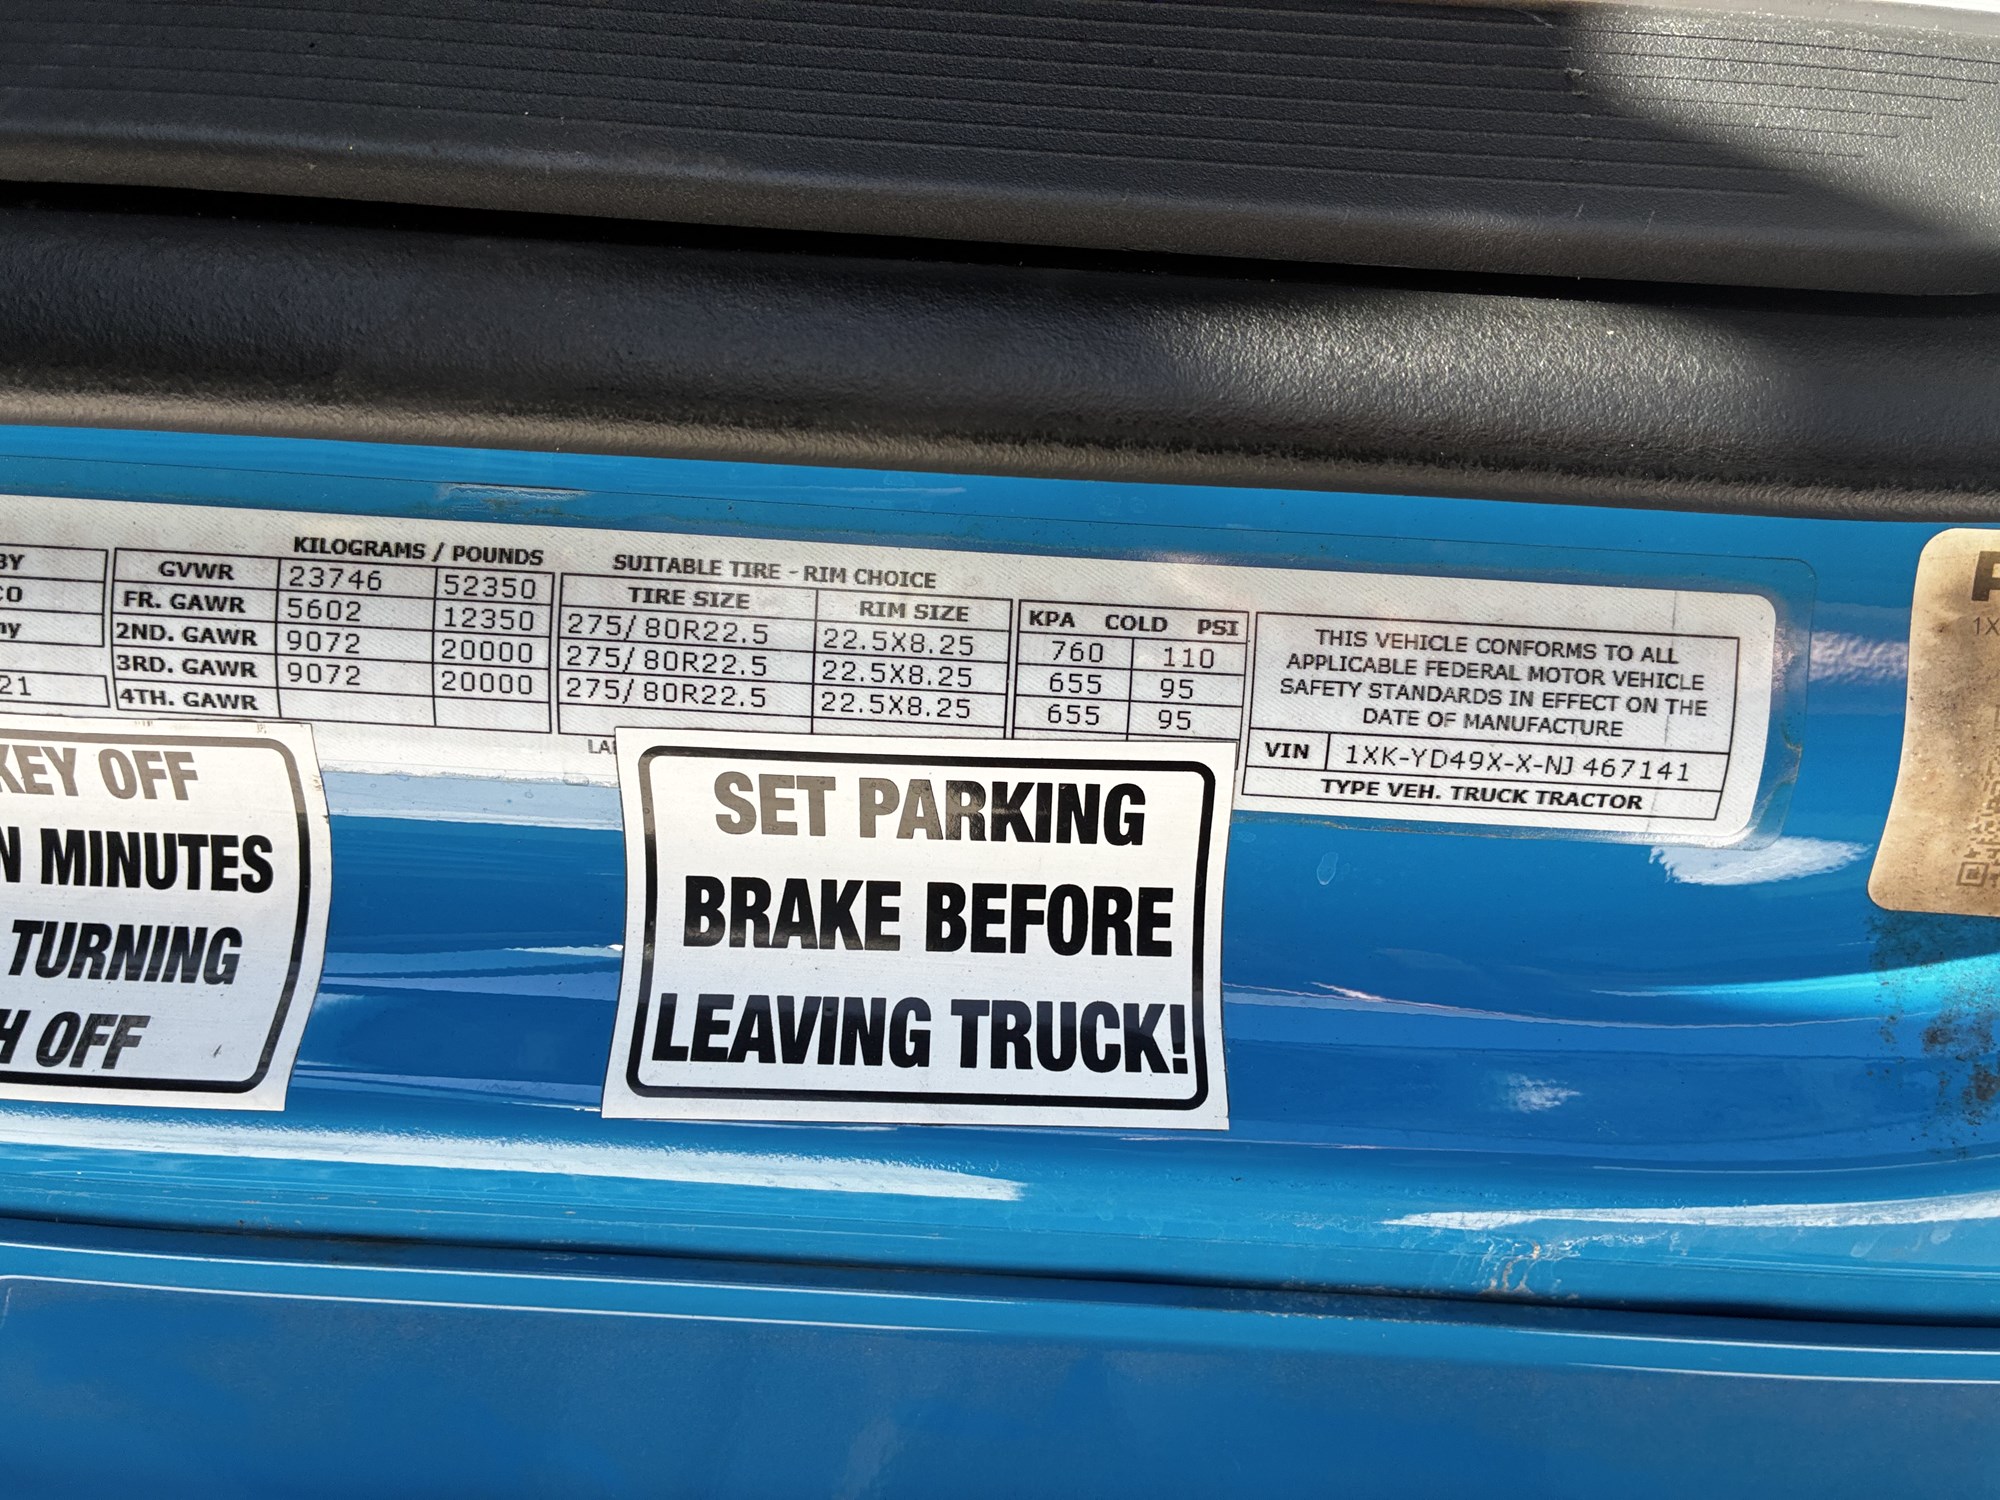 BY
CO
ny
21
KILOGRAMS / POUNDS
GVWR 23746 52350
FR. GAWR 5602 12350
2ND. GAWR 9072 20000
3RD. GAWR 9072 20000
4TH. GAWR
SUITABLE TIRE - RIM CHOICE
TIRE SIZE RIM SIZE
275/80R22.5 22.5X8.25
275/80R22.5 22.5X8.25
275/80R22.5 22.5X8.25
KPA COLD PSI
760 110
655 95
655 95
THIS VEHICLE CONFORMS TO ALL
APPLICABLE FEDERAL MOTOR VEHICLE
SAFETY STANDARDS IN EFFECT ON THE
DATE OF MANUFACTURE
VIN 1XK-YD49X-X-NJ 467141
TYPE VEH. TRUCK TRACTOR
KEY OFF
N MINUTES
TURNING
H OFF
SET PARKING
BRAKE BEFORE
LEAVING TRUCK!
1X